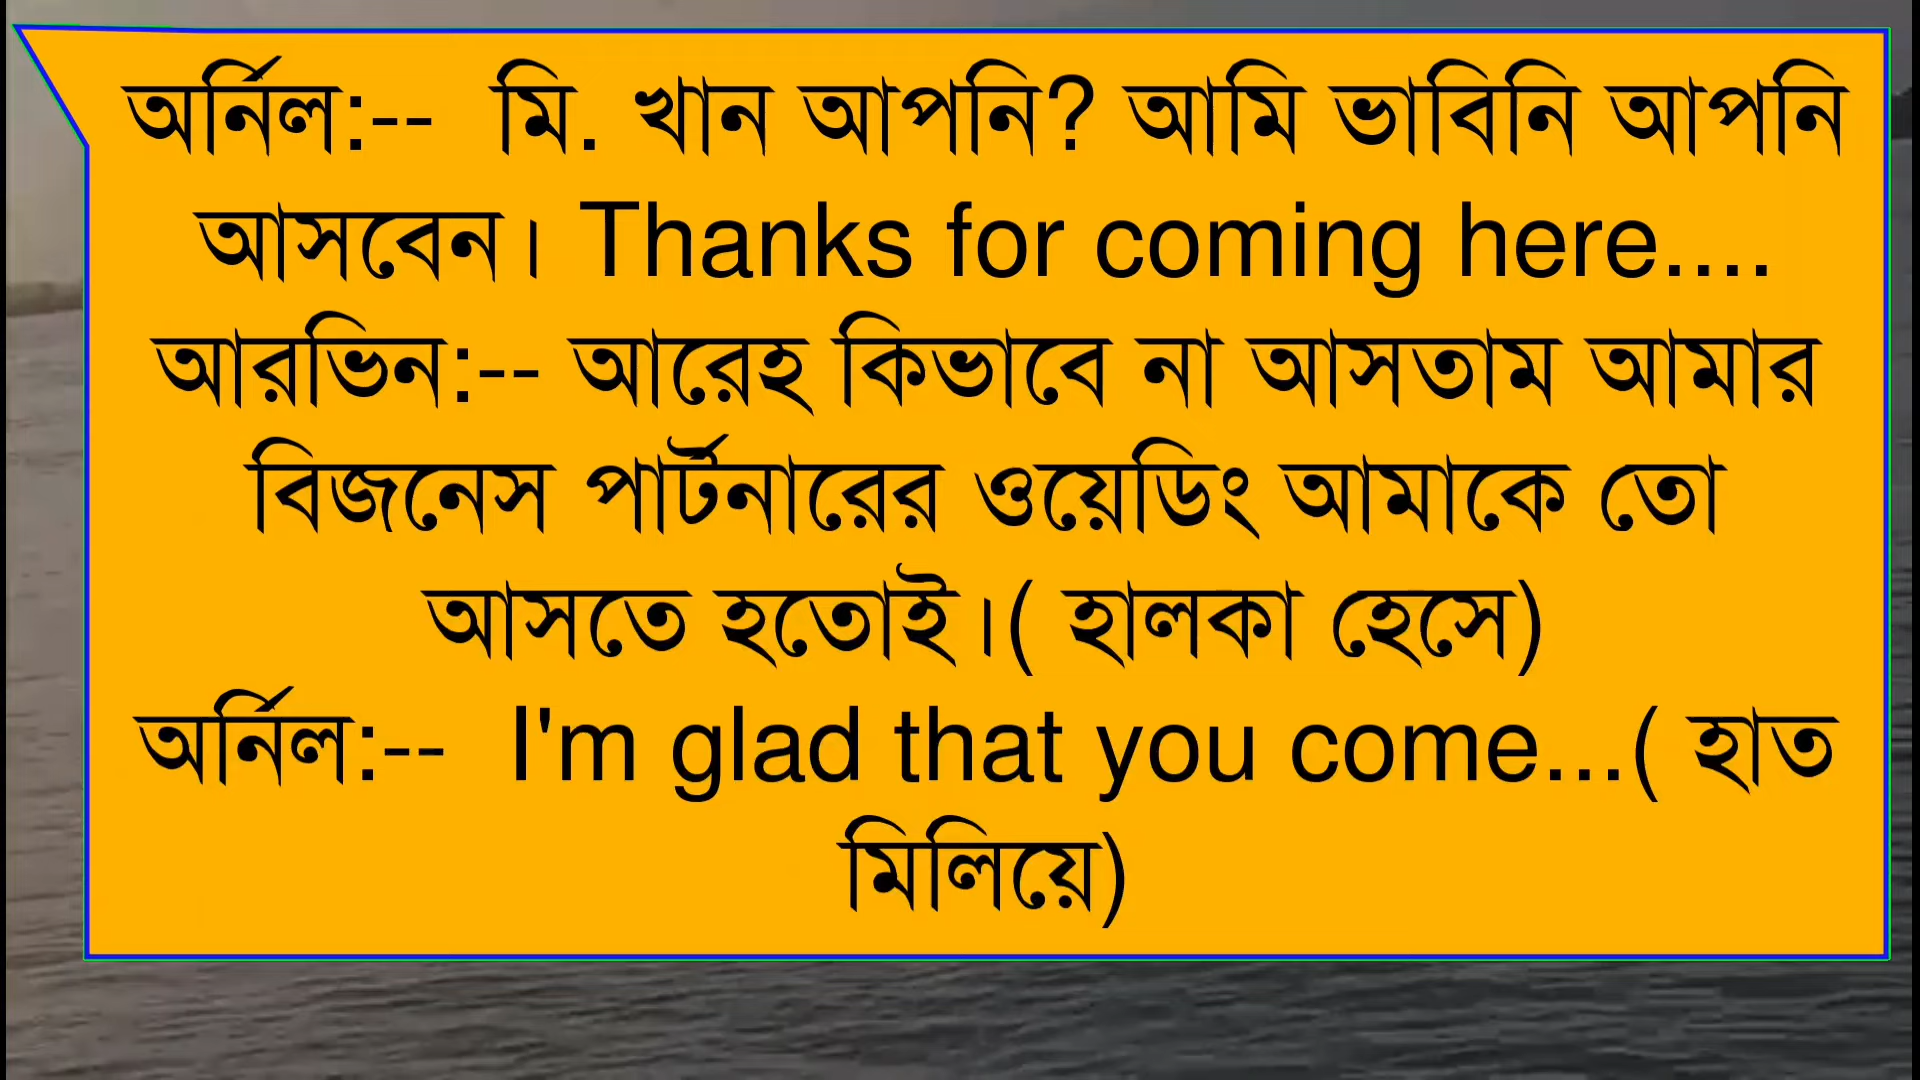 অর্নিল:--  মি. খান আপনি? আমি ভাবিনি আপনি
আসবেন। Thanks for coming here....
আরভিন:-- আরেহ কিভাবে না আসতাম আমার
বিজনেস পার্টনারের ওয়েডিং আমাকে তো
আসতে হতোই।( হালকা হেসে)
অর্নিল:--  I'm glad that you come...( হাত
মিলিয়ে)